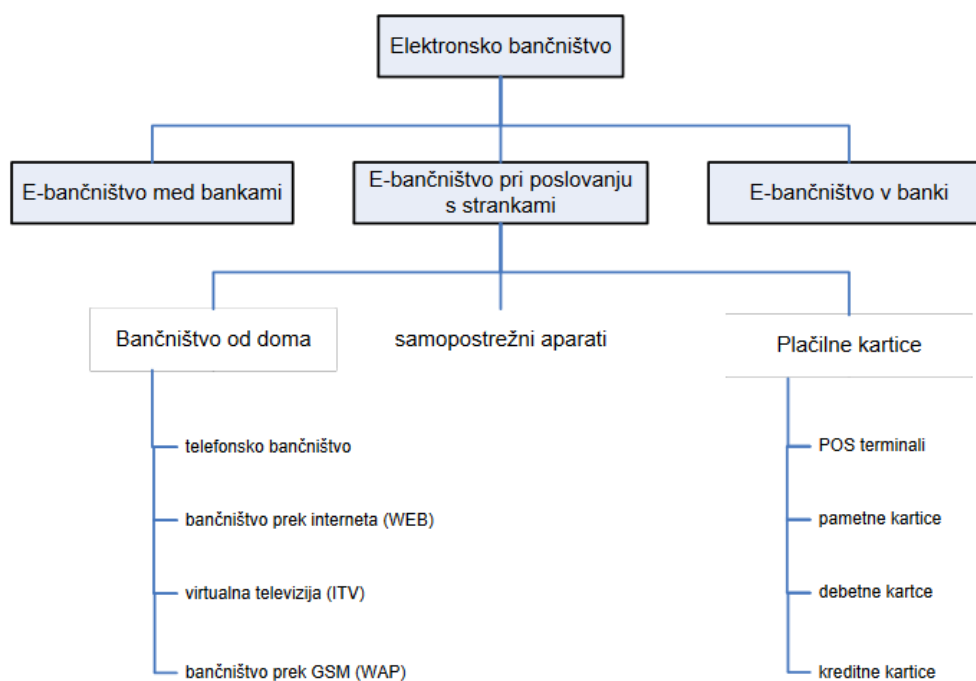 Elektronsko bančništvo
E-bančništvo med bankami
E-bančništvo pri poslovanju
s strankami
E-bančništvo v banki
Bančništvo od doma
samopostrežni aparati
Plačilne kartice
telefonsko bančništvo
bančništvo prek interneta (WEB)
virtualna televizija (ITV)
bančništvo prek GSM (WAP)
POS terminali
pametne kartice
debetne kartce
kreditne kartice